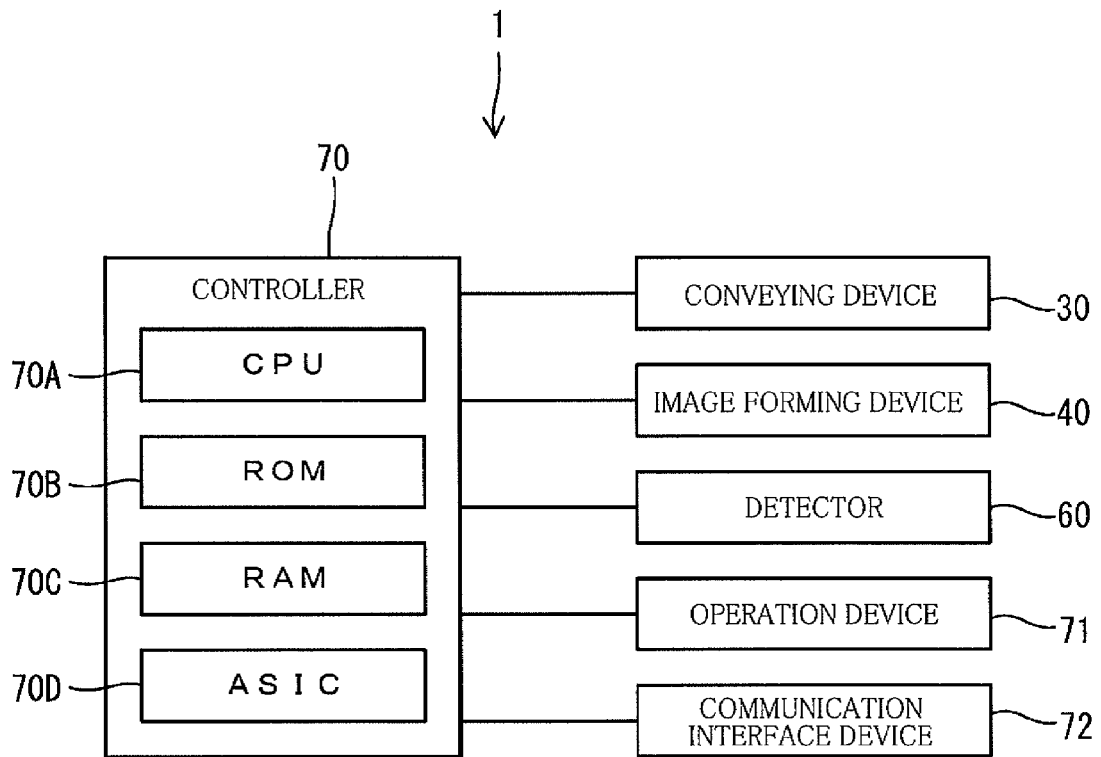 1
70
CONTROLLER
70A
CPU
70B
ROM
70C
RAM
70D
ASIC
CONVEYING DEVICE
30
IMAGE FORMING DEVICE
40
DETECTOR
60
OPERATION DEVICE
71
COMMUNICATION
INTERFACE DEVICE
72